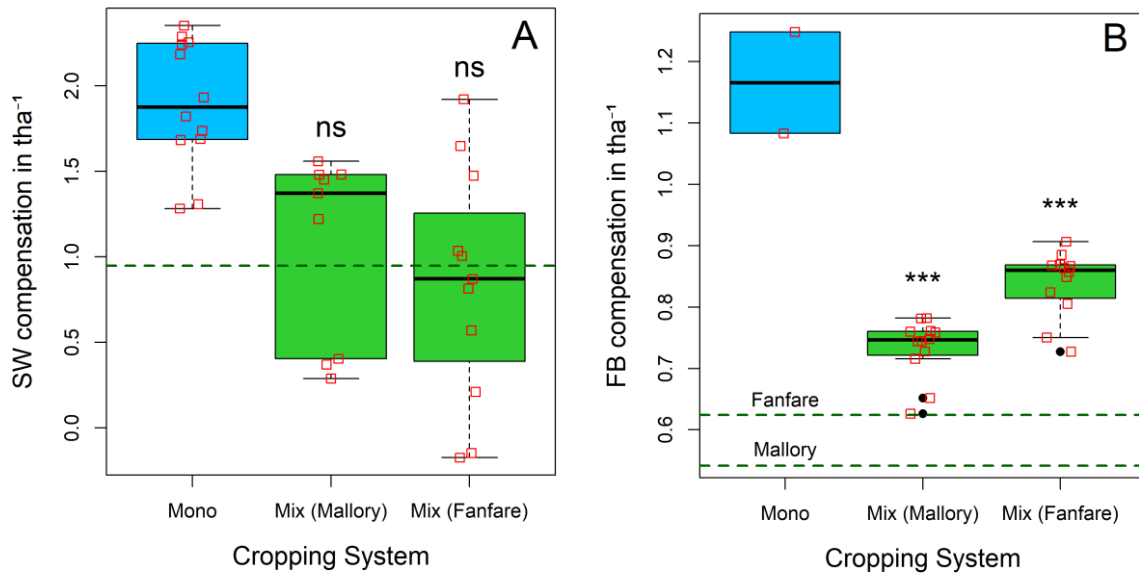 A
SW compensation in tha⁻¹
0.0
0.5
1.0
1.5
2.0
ns
ns
Mono
Mix (Mallory)
Mix (Fanfare)
Cropping System
B
FB compensation in tha⁻¹
0.6
0.7
0.8
0.9
1.0
1.1
1.2
***
***
Fanfare
Mallory
Mono
Mix (Mallory)
Mix (Fanfare)
Cropping System